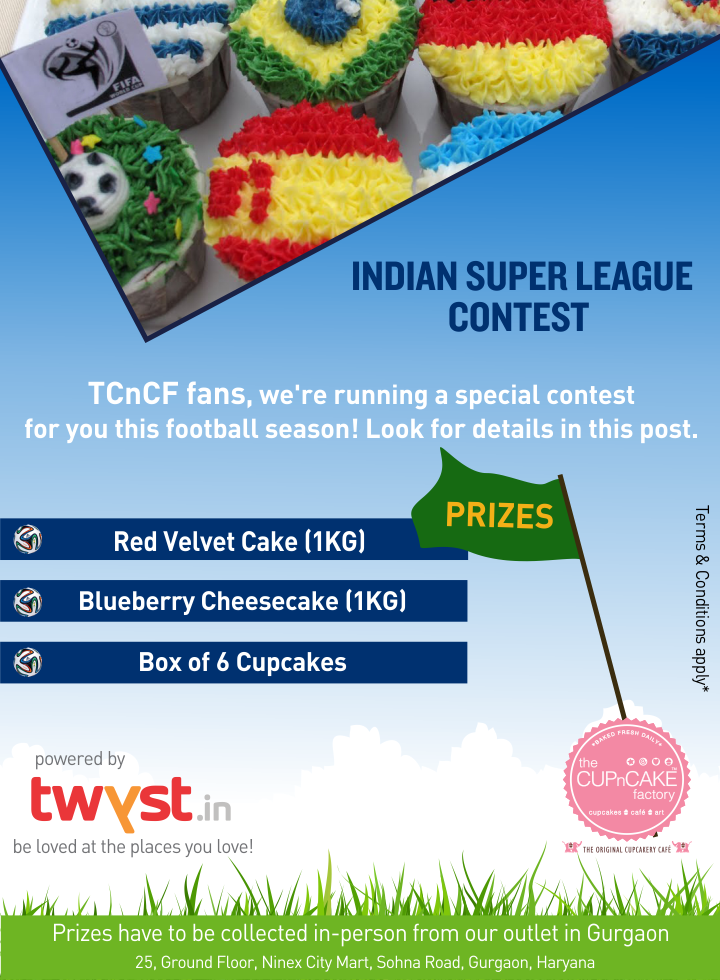 FIFA
WORLD CUP
INDIAN SUPER LEAGUE
CONTEST
TCnCF fans, we're running a special contest
for you this football season! Look for details in this post.
PRIZES
Red Velvet Cake (1KG)
Blueberry Cheesecake (1KG)
Box of 6 Cupcakes
Terms & Conditions apply*
powered by
twyst.in
be loved at the places you love!
*BAKED FRESH DAILY*
the
CUPnCAKE
factory
cupcakes café art
THE ORIGINAL CUPCAKERY CAFÉ
Prizes have to be collected in-person from our outlet in Gurgaon
25, Ground Floor, Ninex City Mart, Sohna Road, Gurgaon, Haryana